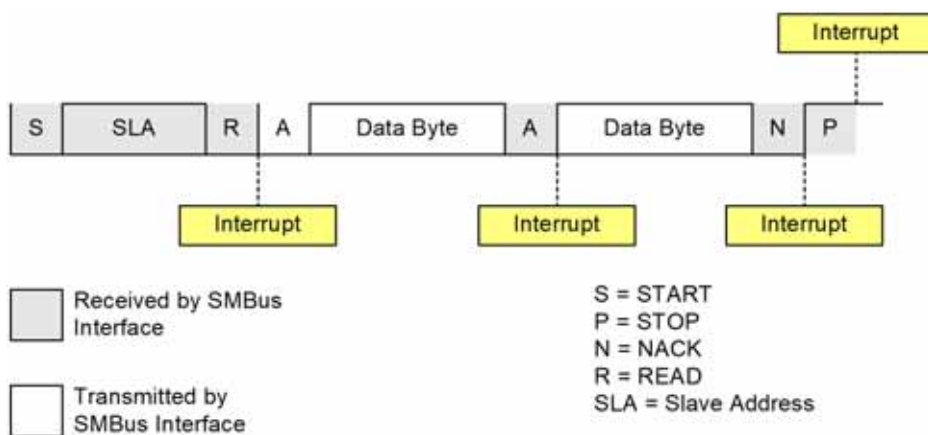 Interrupt
S SLA R A Data Byte A Data Byte N P
Interrupt Interrupt Interrupt
Received by SMBus
Interface
Transmitted by
SMBus Interface
S = START
P = STOP
N = NACK
R = READ
SLA = Slave Address